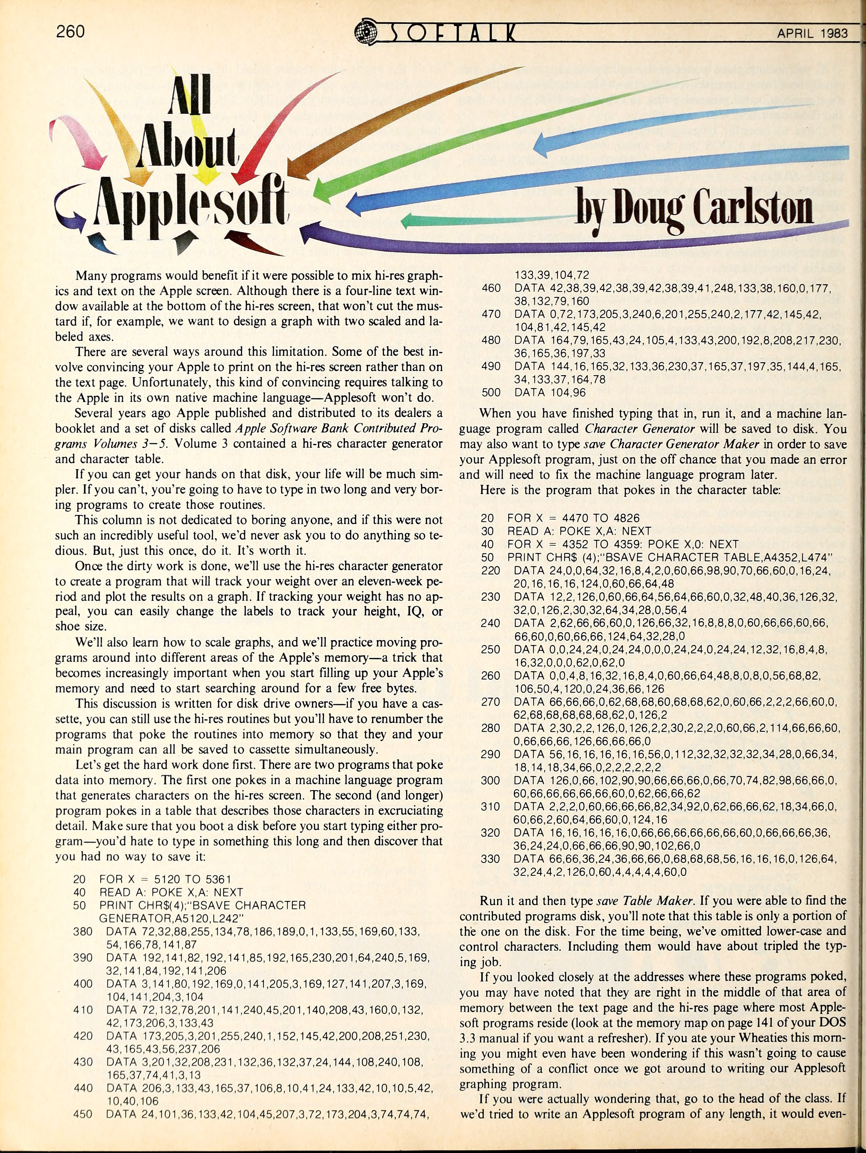 260
SOFTALK
APRIL 1983
All
About
Applesoft
by Doug Carlston
Many programs would benefit if it were possible to mix hi-res graph-
ics and text on the Apple screen. Although there is a four-line text win-
dow available at the bottom of the hi-res screen, that won't cut the mus-
tard if, for example, we want to design a graph with two scaled and la-
beled axes.
There are several ways around this limitation. Some of the best in-
volve convincing your Apple to print on the hi-res screen rather than on
the text page. Unfortunately, this kind of convincing requires talking to
the Apple in its own native machine language—Applesoft won't do.
Several years ago Apple published and distributed to its dealers a
booklet and a set of disks called Apple Software Bank Contributed Pro-
grams Volumes 3–5. Volume 3 contained a hi-res character generator
and character table.
If you can get your hands on that disk, your life will be much sim-
pler. If you can't, you're going to have to type in two long and very bor-
ing programs to create those routines.
This column is not dedicated to boring anyone, and if this were not
such an incredibly useful tool, we'd never ask you to do anything so te-
dious. But, just this once, do it. It's worth it.
Once the dirty work is done, we'll use the hi-res character generator
to create a program that will track your weight over an eleven-week pe-
riod and plot the results on a graph. If tracking your weight has no ap-
peal, you can easily change the labels to track your height, IQ, or
shoe size.
We'll also learn how to scale graphs, and we'll practice moving pro-
grams around into different areas of the Apple's memory—a trick that
becomes increasingly important when you start filling up your Apple's
memory and need to start searching around for a few free bytes.
This discussion is written for disk drive owners—if you have a cas-
sette, you can still use the hi-res routines but you'll have to renumber the
programs that poke the routines into memory so that they and your
main program can all be saved to cassette simultaneously.
Let's get the hard work done first. There are two programs that poke
data into memory. The first one pokes in a machine language program
that generates characters on the hi-res screen. The second (and longer)
program pokes in a table that describes those characters in excruciating
detail. Make sure that you boot a disk before you start typing either pro-
gram—you'd hate to type in something this long and then discover that
you had no way to save it:
20 FOR X = 5120 TO 5361
40 READ A: POKE X,A: NEXT
50 PRINT CHR$(4);"BSAVE CHARACTER
GENERATOR,A5120,L242"
380 DATA 72,32,88,255,134,78,186,189,0,1,133,55,169,60,133,
54,166,78,141,87
390 DATA 192,141,82,192,141,85,192,165,230,201,64,240,5,169,
32,141,84,192,141,206
400 DATA 3,141,80,192,169,0,141,205,3,169,127,141,207,3,169,
104,141,204,3,104
410 DATA 72,132,78,201,141,240,45,201,140,208,43,160,0,132,
42,173,206,3,133,43
420 DATA 173,205,3,201,255,240,1,152,145,42,200,208,251,230,
43,165,43,56,237,206
430 DATA 3,201,32,208,231,132,36,132,37,24,144,108,240,108,
165,37,74,41,3,13
440 DATA 206,3,133,43,165,37,106,8,10,41,24,133,42,10,10,5,42,
10,40,106
450 DATA 24,101,36,133,42,104,45,207,3,72,173,204,3,74,74,74,
133,39,104,72
460 DATA 42,38,39,42,38,39,42,38,39,41,248,133,38,160,0,177,
38,132,79,160
470 DATA 0,72,173,205,3,240,6,201,255,240,2,177,42,145,42,
104,81,42,145,42
480 DATA 164,79,165,43,24,105,4,133,43,200,192,8,208,217,230,
36,165,36,197,33
490 DATA 144,16,165,32,133,36,230,37,165,37,197,35,144,4,165,
34,133,37,164,78
500 DATA 104,96
When you have finished typing that in, run it, and a machine lan-
guage program called Character Generator will be saved to disk. You
may also want to type save Character Generator Maker in order to save
your Applesoft program, just on the off chance that you made an error
and will need to fix the machine language program later.
Here is the program that pokes in the character table:
20 FOR X = 4470 TO 4826
30 READ A: POKE X,A: NEXT
40 FOR X = 4352 TO 4359: POKE X,0: NEXT
50 PRINT CHR$ (4);"BSAVE CHARACTER TABLE,A4352,L474"
220 DATA 24,0,0,64,32,16,8,4,2,0,60,66,98,90,70,66,60,0,16,24,
20,16,16,16,124,0,60,66,64,48
230 DATA 12,2,126,0,60,66,64,56,64,66,60,0,32,48,40,36,126,32,
32,0,126,2,30,32,64,34,28,0,56,4
240 DATA 2,62,66,66,60,0,126,66,32,16,8,8,8,0,60,66,66,60,66,
66,60,0,60,66,66,124,64,32,28,0
250 DATA 0,0,24,24,0,24,24,0,0,0,24,24,0,24,24,12,32,16,8,4,8,
16,32,0,0,0,62,0,62,0
260 DATA 0,0,4,8,16,32,16,8,4,0,60,66,64,48,8,0,8,0,56,68,82,
106,50,4,120,0,24,36,66,126
270 DATA 66,66,66,0,62,68,68,60,68,68,62,0,60,66,2,2,2,66,60,0,
62,68,68,68,68,68,62,0,126,2
280 DATA 2,30,2,2,126,0,126,2,2,30,2,2,2,0,60,66,2,114,66,66,60,
0,66,66,66,126,66,66,66,0
290 DATA 56,16,16,16,16,16,56,0,112,32,32,32,32,34,28,0,66,34,
18,14,18,34,66,0,2,2,2,2,2,2
300 DATA 126,0,66,102,90,90,66,66,66,0,66,70,74,82,98,66,66,0,
60,66,66,66,66,66,60,0,62,66,66,62
310 DATA 2,2,2,0,60,66,66,66,82,34,92,0,62,66,66,62,18,34,66,0,
60,66,2,60,64,66,60,0,124,16
320 DATA 16,16,16,16,16,0,66,66,66,66,66,66,60,0,66,66,66,36,
36,24,24,0,66,66,66,90,90,102,66,0
330 DATA 66,66,36,24,36,66,66,0,68,68,68,56,16,16,16,0,126,64,
32,24,4,2,126,0,60,4,4,4,4,4,60,0
Run it and then type save Table Maker. If you were able to find the
contributed programs disk, you'll note that this table is only a portion of
the one on the disk. For the time being, we've omitted lower-case and
control characters. Including them would have about tripled the typ-
ing job.
If you looked closely at the addresses where these programs poked,
you may have noted that they are right in the middle of that area of
memory between the text page and the hi-res page where most Apple-
soft programs reside (look at the memory map on page 141 of your DOS
3.3 manual if you want a refresher). If you ate your Wheaties this morn-
ing you might even have been wondering if this wasn't going to cause
something of a conflict once we got around to writing our Applesoft
graphing program.
If you were actually wondering that, go to the head of the class. If
we'd tried to write an Applesoft program of any length, it would even-